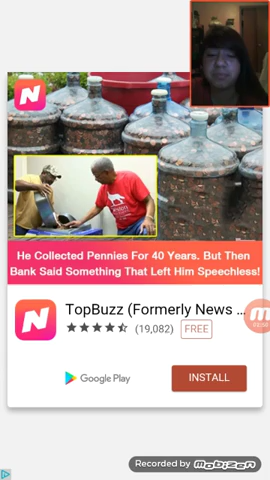 He Collected Pennies For 40 Years. But Then
Bank Said Something That Left Him Speechless!
TopBuzz (Formerly News ...
(19,082) FREE
Google Play
INSTALL
Recorded by mobizen